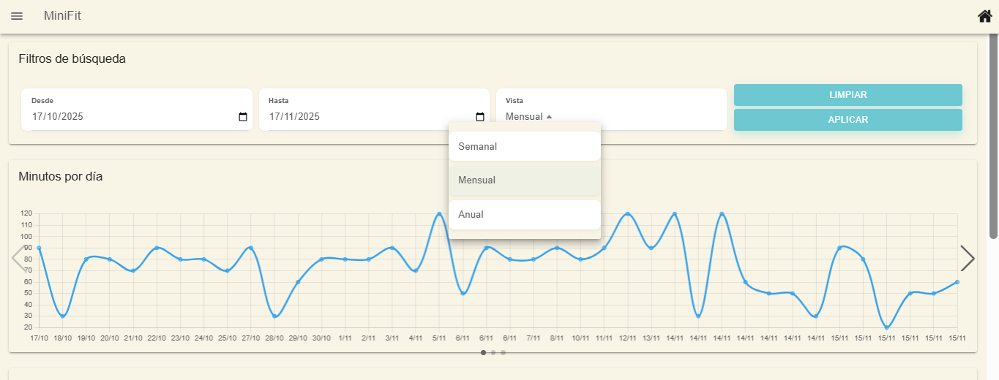 MiniFit
Filtros de búsqueda
Desde
17/10/2025
Hasta
17/11/2025
Vista
Mensual
LIMPIAR
APLICAR
Semanal
Mensual
Anual
Minutos por día
120
110
100
90
80
70
60
50
40
30
20
17/10 18/10 19/10 20/10 21/10 22/10 23/10 24/10 25/10 27/10 28/10 29/10 30/10 1/11 2/11 3/11 4/11 5/11 6/11 6/11 6/11 7/11 8/11 10/11 11/11 12/11 13/11 14/11 14/11 14/11 14/11 14/11 14/11 14/11 15/11 15/11 15/11 15/11 15/11 15/11